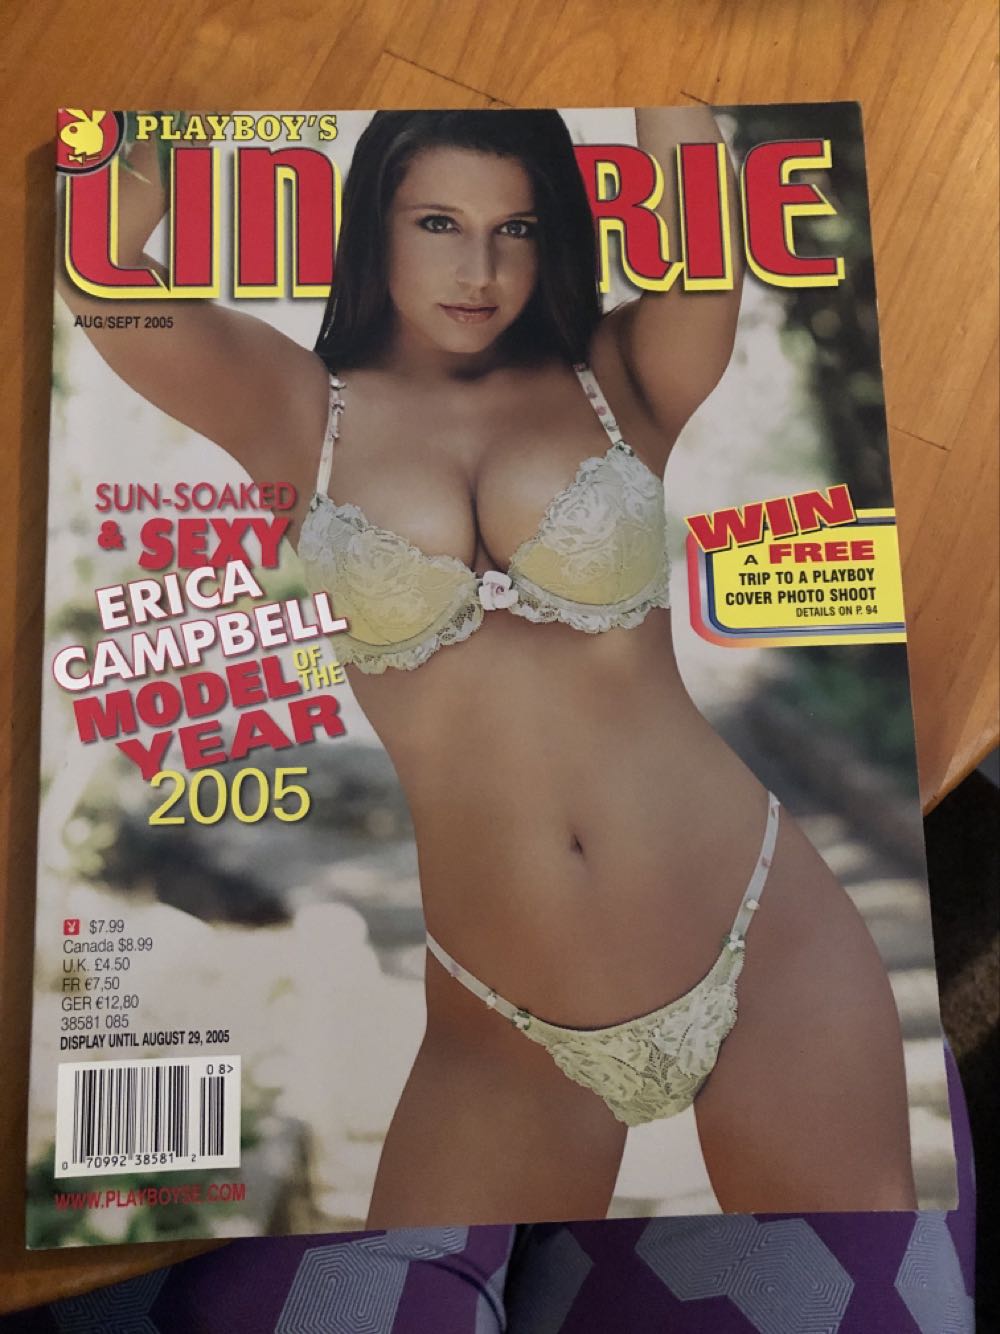 PLAYBOY'S
LINGERIE
AUG/SEPT 2005
SUN-SOAKED
& SEXY
ERICA
CAMPBELL
MODEL OF THE
YEAR
2005
WIN
A FREE
TRIP TO A PLAYBOY
COVER PHOTO SHOOT
DETAILS ON P. 94
$7.99
Canada $8.99
U.K. £4.50
FR €7,50
GER €12,80
38581 085
DISPLAY UNTIL AUGUST 29, 2005
08>
0 70992 38581 2
WWW.PLAYBOYSE.COM